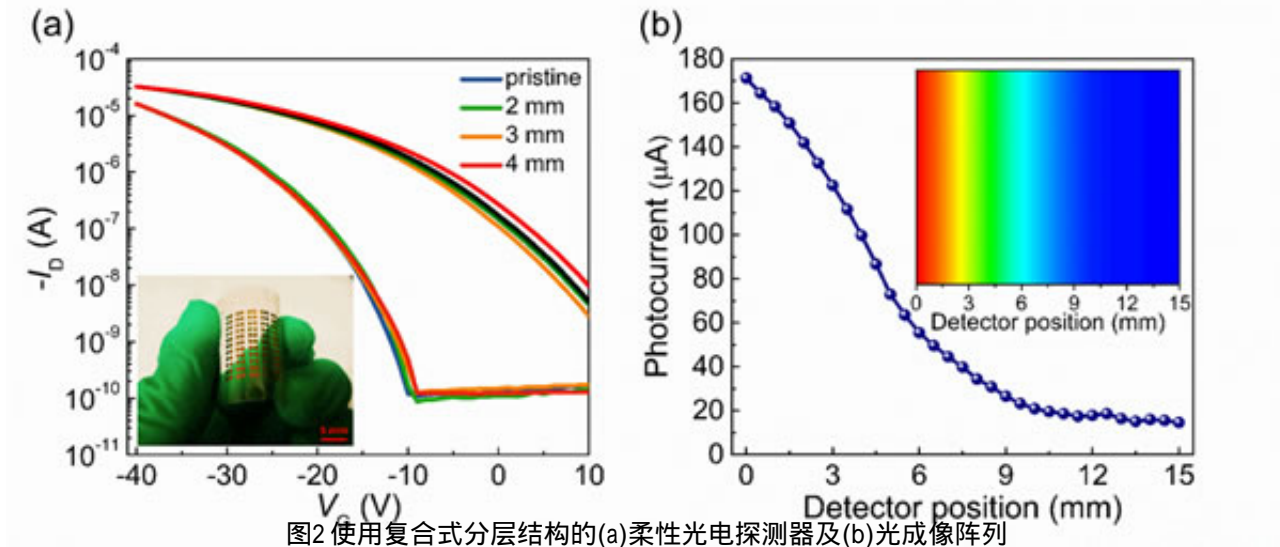 (a)
10-4
10-5
10-6
10-7
10-8
10-9
10-10
10-11
-ID (A)
pristine
2 mm
3 mm
4 mm
5 mm
-40 -30 -20 -10 0 10
VG (V)
(b)
180
160
140
120
100
80
60
40
20
0
Photocurrent (μA)
0 3 6 9 12 15
Detector position (mm)
0 3 6 9 12 15
Detector position (mm)
图2 使用复合式分层结构的(a)柔性光电探测器及(b)光成像阵列